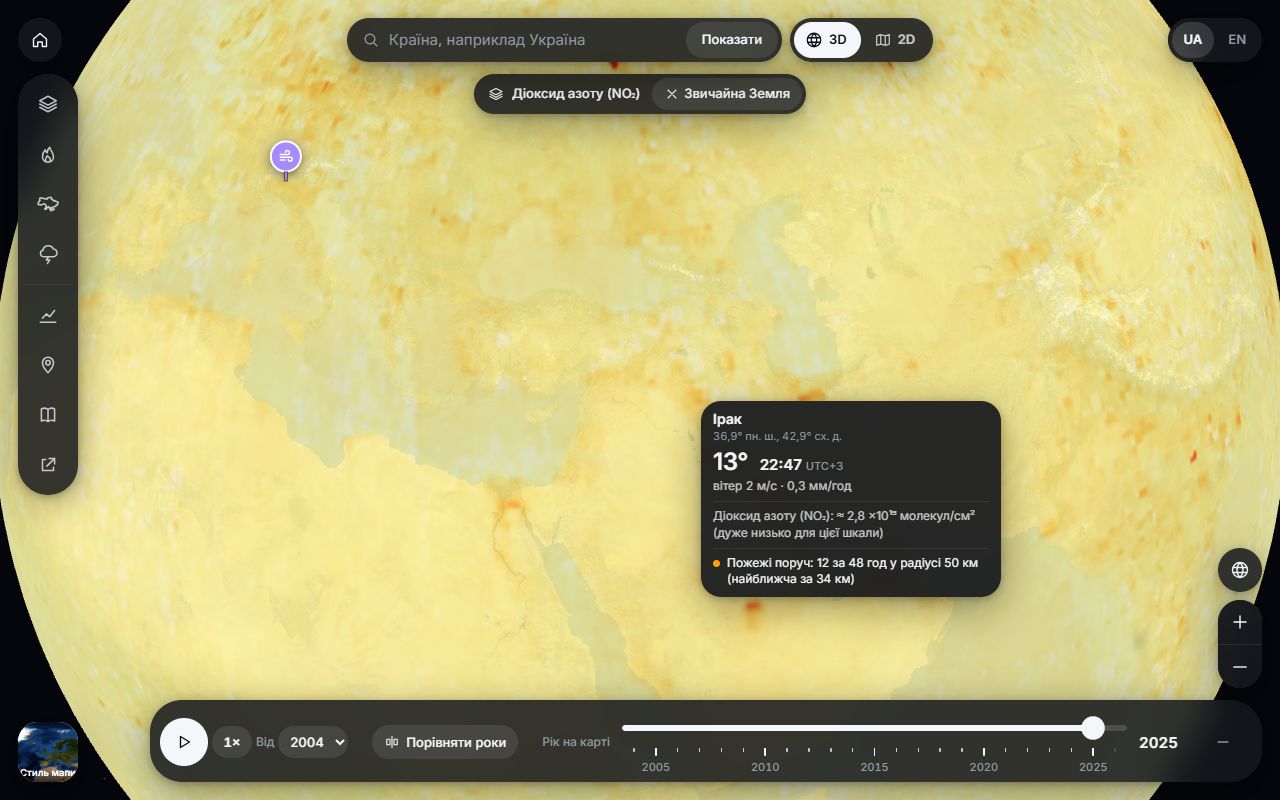 Країна, наприклад Україна
Показати
3D
2D
UA
EN
Діоксид азоту (NO₂)
Звичайна Земля
Ірак
36,9° пн. ш., 42,9° сх. д.
13° 22:47 UTC+3
вітер 2 м/с · 0,3 мм/год
Діоксид азоту (NO₂): ≈ 2,8 ×10¹⁵ молекул/см²
(дуже низько для цієї шкали)
Пожежі поруч: 12 за 48 год у радіусі 50 км
(найближча за 34 км)
Стиль мапи
1×
Від
2004
Порівняти роки
Рік на карті
2005
2010
2015
2020
2025
2025